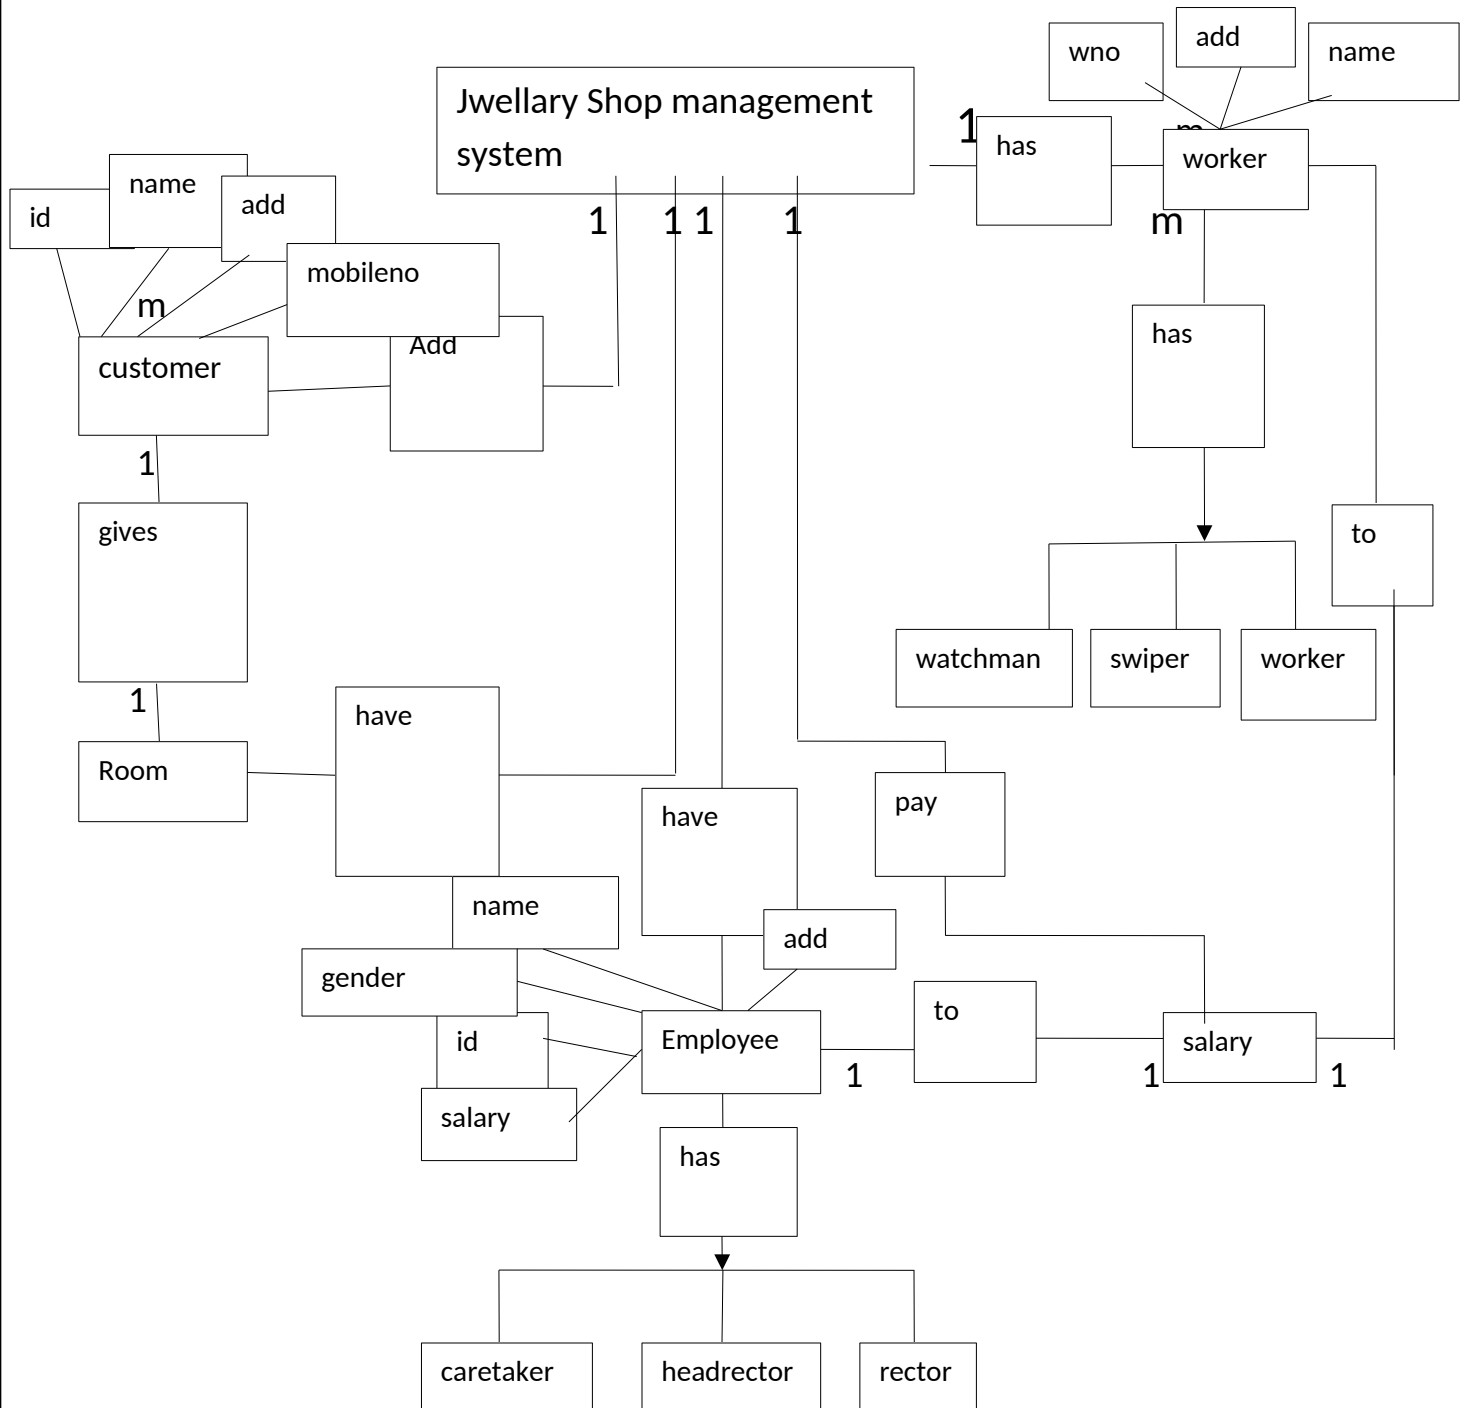 wno
add
name
Jwellary Shop management
system
1
has
m
worker
name
id
add
1
1
1
1
m
mobileno
m
has
Add
customer
1
gives
to
watchman
swiper
worker
1
have
Room
pay
have
name
add
gender
to
id
Employee
salary
1
1
1
salary
has
caretaker
headrector
rector